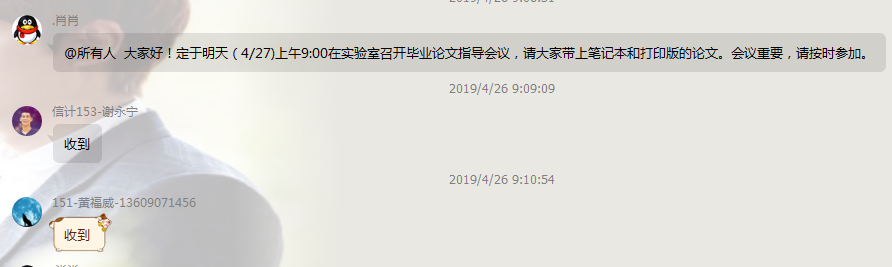 .肖肖
@所有人 大家好！定于明天（4/27)上午9:00在实验室召开毕业论文指导会议，请大家带上笔记本和打印版的论文。会议重要，请按时参加。
2019/4/26 9:09:09
信计153-谢永宁
收到
2019/4/26 9:10:54
151-黄福威-13609071456
收到